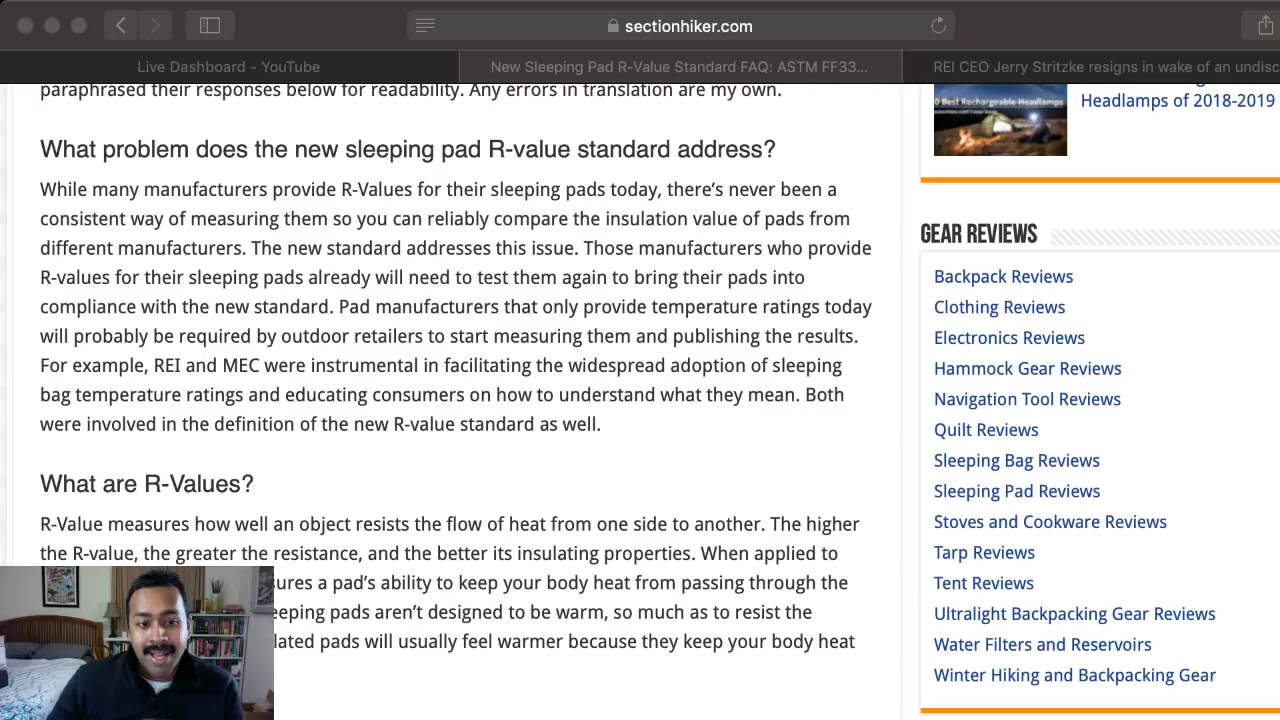 sectionhiker.com
Live Dashboard - YouTube
New Sleeping Pad R-Value Standard FAQ: ASTM FF33...
REI CEO Jerry Stritzke resigns in wake of an undisc
paraphrased their responses below for readability. Any errors in translation are my own.
What problem does the new sleeping pad R-value standard address?
While many manufacturers provide R-Values for their sleeping pads today, there's never been a
consistent way of measuring them so you can reliably compare the insulation value of pads from
different manufacturers. The new standard addresses this issue. Those manufacturers who provide
R-values for their sleeping pads already will need to test them again to bring their pads into
compliance with the new standard. Pad manufacturers that only provide temperature ratings today
will probably be required by outdoor retailers to start measuring them and publishing the results.
For example, REI and MEC were instrumental in facilitating the widespread adoption of sleeping
bag temperature ratings and educating consumers on how to understand what they mean. Both
were involved in the definition of the new R-value standard as well.
What are R-Values?
R-Value measures how well an object resists the flow of heat from one side to another. The higher
the R-value, the greater the resistance, and the better its insulating properties. When applied to
sures a pad's ability to keep your body heat from passing through the
eeping pads aren't designed to be warm, so much as to resist the
lated pads will usually feel warmer because they keep your body heat
0 Best Rechargeable Headlamps
Headlamps of 2018-2019
GEAR REVIEWS
Backpack Reviews
Clothing Reviews
Electronics Reviews
Hammock Gear Reviews
Navigation Tool Reviews
Quilt Reviews
Sleeping Bag Reviews
Sleeping Pad Reviews
Stoves and Cookware Reviews
Tarp Reviews
Tent Reviews
Ultralight Backpacking Gear Reviews
Water Filters and Reservoirs
Winter Hiking and Backpacking Gear